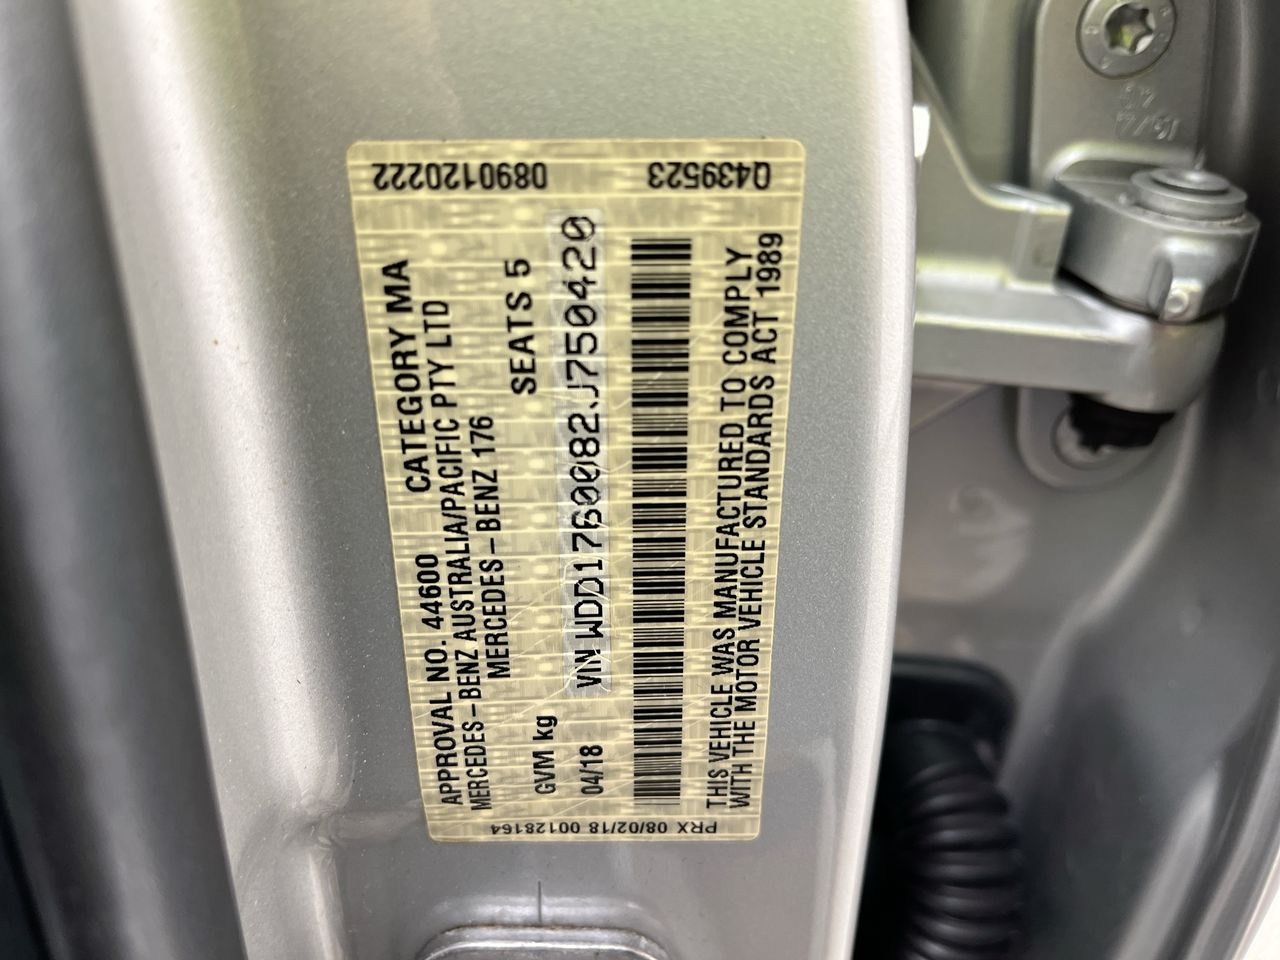 APPROVAL NO. 44600 CATEGORY MA
MERCEDES-BENZ AUSTRALIA/PACIFIC PTY LTD
MERCEDES-BENZ 176
GVM kg SEATS 5
04/18 VIN WDD1760082J750420
THIS VEHICLE WAS MANUFACTURED TO COMPLY
WITH THE MOTOR VEHICLE STANDARDS ACT 1989
0890120222 Q439523
PRX 08/02/18 00128164